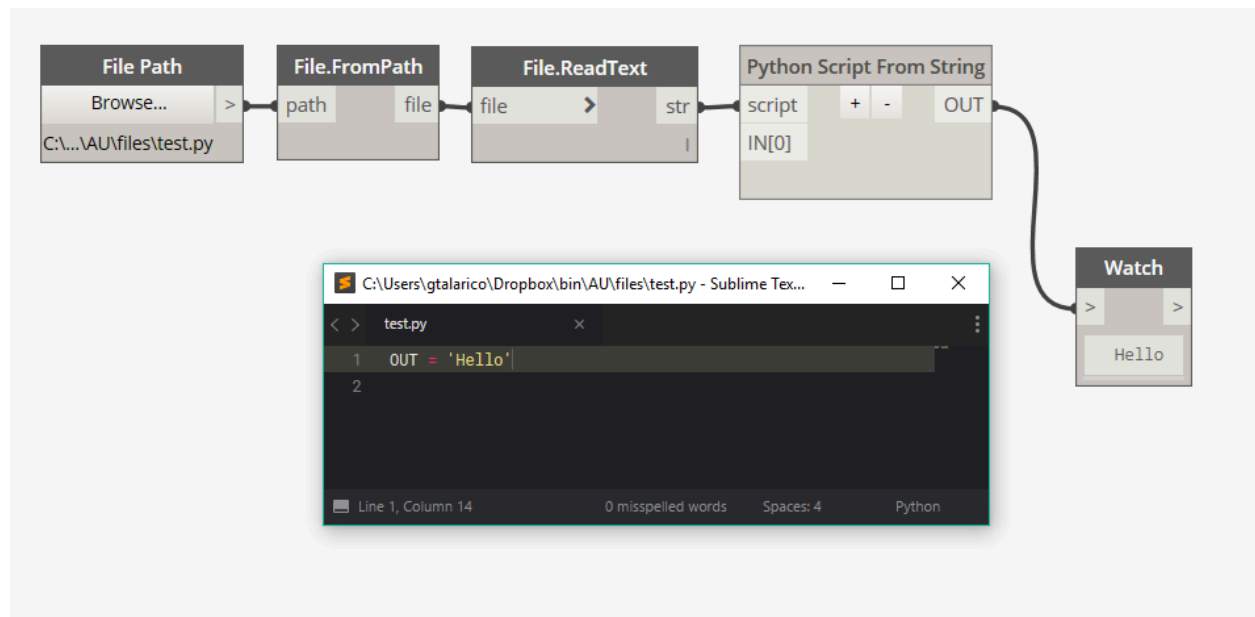 File Path
Browse... >
C:\...\AU\files\test.py
File.FromPath
path file
File.ReadText
file > str
l
Python Script From String
script + - OUT
IN[0]
Watch
> >
Hello
C:\Users\gtalarico\Dropbox\bin\AU\files\test.py - Sublime Tex...
< > test.py ×
1 OUT = 'Hello'
2
Line 1, Column 14 0 misspelled words Spaces: 4 Python